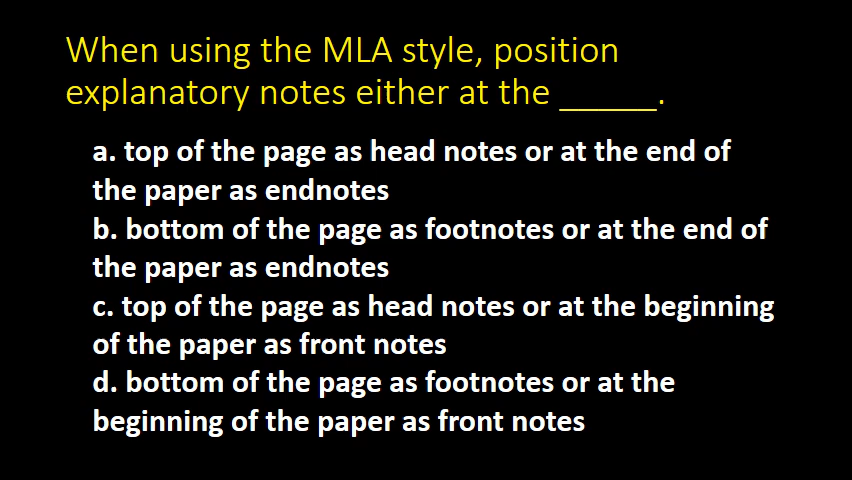 When using the MLA style, position
explanatory notes either at the ______.
a. top of the page as head notes or at the end of
the paper as endnotes
b. bottom of the page as footnotes or at the end of
the paper as endnotes
c. top of the page as head notes or at the beginning
of the paper as front notes
d. bottom of the page as footnotes or at the
beginning of the paper as front notes